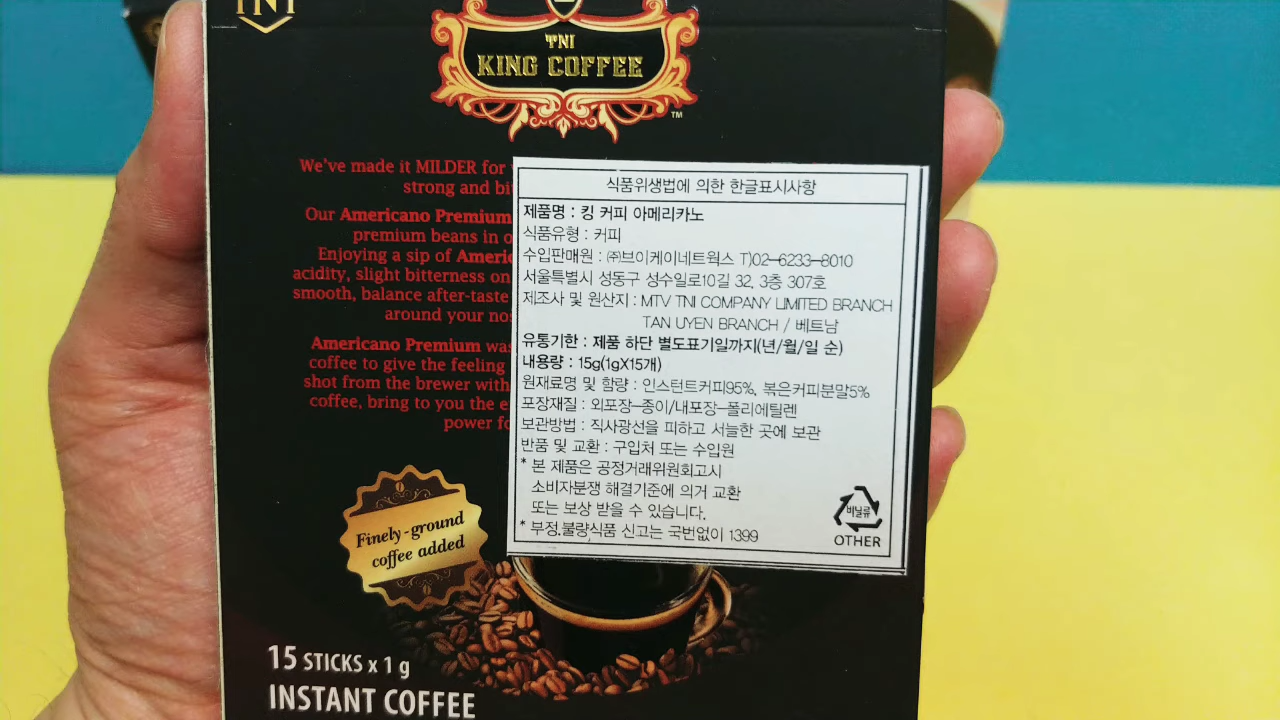 TNI
TNI
KING COFFEE
TM
We've made it MILDER for
strong and bi
Our Americano Premium
premium beans in o
Enjoying a sip of Americ
acidity, slight bitterness on
smooth, balance after-taste
around your nos
Americano Premium was
coffee to give the feeling
shot from the brewer with
coffee, bring to you the e
power fo
식품위생법에 의한 한글표시사항
제품명 : 킹 커피 아메리카노
식품유형 : 커피
수입판매원 : ㈜브이케이네트웍스 T)02-6233-8010
서울특별시 성동구 성수일로10길 32, 3층 307호
제조사 및 원산지 : MTV TNI COMPANY LIMITED BRANCH
TAN UYEN BRANCH / 베트남
유통기한 : 제품 하단 별도표기일까지(년/월/일 순)
내용량 : 15g(1gX15개)
원재료명 및 함량 : 인스턴트커피95%, 볶은커피분말5%
포장재질 : 외포장-종이/내포장-폴리에틸렌
보관방법 : 직사광선을 피하고 서늘한 곳에 보관
반품 및 교환 : 구입처 또는 수입원
* 본 제품은 공정거래위원회고시
소비자분쟁 해결기준에 의거 교환
또는 보상 받을 수 있습니다.
* 부정.불량식품 신고는 국번없이 1399
비닐류
OTHER
Finely-ground
coffee added
15 STICKS x 1 g
INSTANT COFFEE